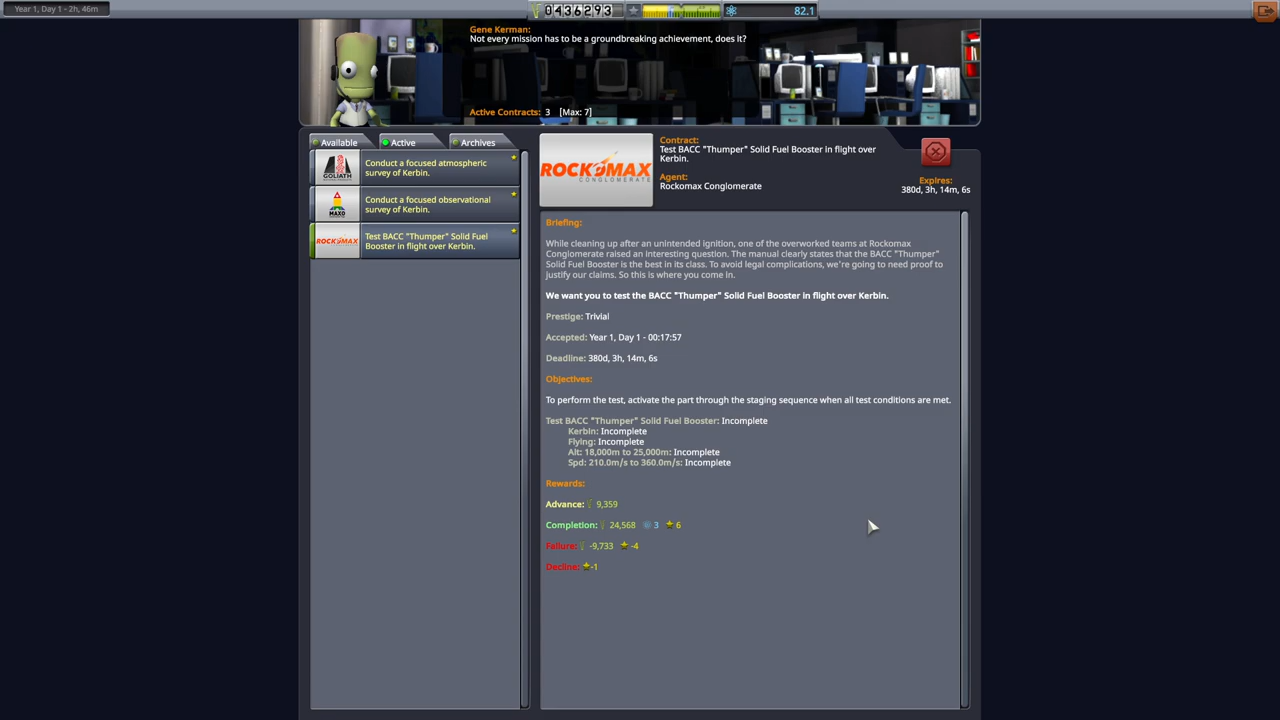 Year 1, Day 1 - 2h, 46m
0436293
82.1
Gene Kerman:
Not every mission has to be a groundbreaking achievement, does it?
Active Contracts: 3 [Max: 7]
Available
Active
Archives
GOLIATH
Conduct a focused atmospheric
survey of Kerbin.
MAXO
Conduct a focused observational
survey of Kerbin.
ROCKOMAX
Test BACC "Thumper" Solid Fuel
Booster in flight over Kerbin.
ROCKOMAX
CONGLOMERATE
Contract:
Test BACC "Thumper" Solid Fuel Booster in flight over
Kerbin.
Agent:
Rockomax Conglomerate
Expires:
380d, 3h, 14m, 6s
Briefing:
While cleaning up after an unintended ignition, one of the overworked teams at Rockomax
Conglomerate raised an interesting question. The manual clearly states that the BACC "Thumper"
Solid Fuel Booster is the best in its class. To avoid legal complications, we're going to need proof to
justify our claims. So this is where you come in.
We want you to test the BACC "Thumper" Solid Fuel Booster in flight over Kerbin.
Prestige: Trivial
Accepted: Year 1, Day 1 - 00:17:57
Deadline: 380d, 3h, 14m, 6s
Objectives:
To perform the test, activate the part through the staging sequence when all test conditions are met.
Test BACC "Thumper" Solid Fuel Booster: Incomplete
Kerbin: Incomplete
Flying: Incomplete
Alt: 18,000m to 25,000m: Incomplete
Spd: 210.0m/s to 360.0m/s: Incomplete
Rewards:
Advance: 9,359
Completion: 24,568 3 6
Failure: -9,733 -4
Decline: -1